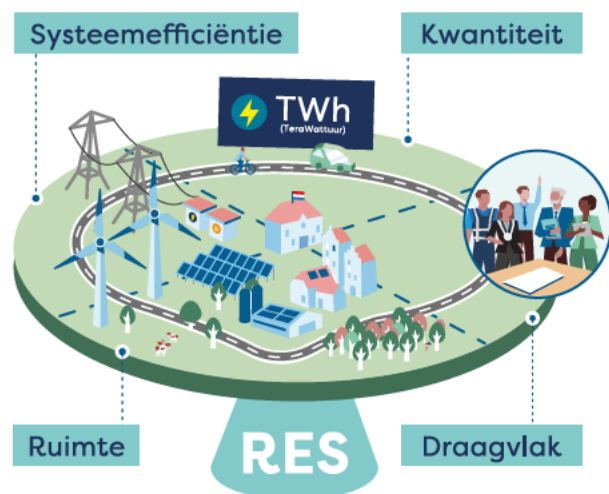 Systeemefficiëntie
Kwantiteit
TWh
(TeraWattuur)
Ruimte
Draagvlak
RES